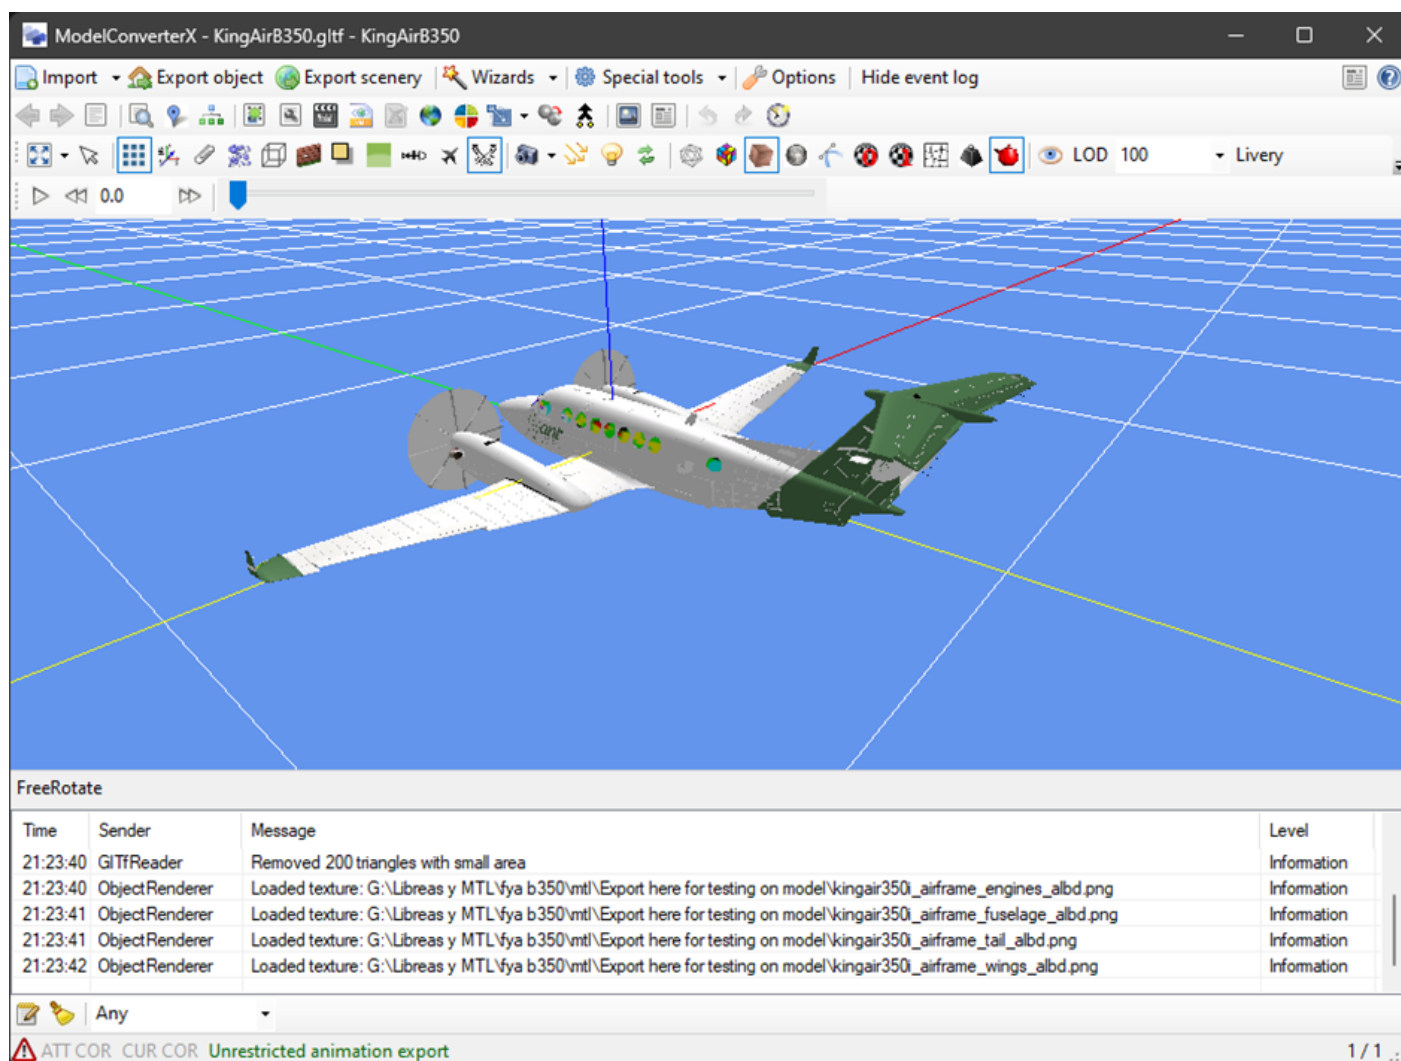 ModelConverterX - KingAirB350.gltf - KingAirB350
Import Export object Export scenery Wizards Special tools Options Hide event log
LOD 100 Livery
0.0
ant
FreeRotate
Time Sender Message Level
21:23:40 GlTfReader Removed 200 triangles with small area Information
21:23:40 ObjectRenderer Loaded texture: G:\Libreas y MTL\fya b350\mtl\Export here for testing on model\kingair350i_airframe_engines_albd.png Information
21:23:41 ObjectRenderer Loaded texture: G:\Libreas y MTL\fya b350\mtl\Export here for testing on model\kingair350i_airframe_fuselage_albd.png Information
21:23:41 ObjectRenderer Loaded texture: G:\Libreas y MTL\fya b350\mtl\Export here for testing on model\kingair350i_airframe_tail_albd.png Information
21:23:42 ObjectRenderer Loaded texture: G:\Libreas y MTL\fya b350\mtl\Export here for testing on model\kingair350i_airframe_wings_albd.png Information
Any
ATT COR CUR COR Unrestricted animation export 1 / 1